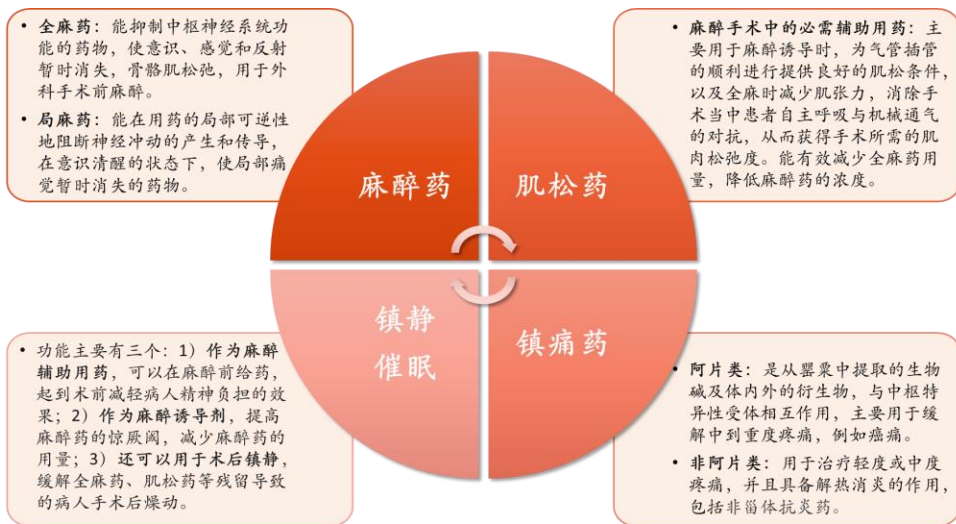 • 全麻药：能抑制中枢神经系统功
能的药物，使意识、感觉和反射
暂时消失，骨骼肌松弛，用于外
科手术前麻醉。
• 局麻药：能在用药的局部可逆性
地阻断神经冲动的产生和传导，
在意识清醒的状态下，使局部痛
觉暂时消失的药物。
• 麻醉手术中的必需辅助用药：主
要用于麻醉诱导时，为气管插管
的顺利进行提供良好的肌松条件，
以及全麻时减少肌张力，消除手
术当中患者自主呼吸与机械通气
的对抗，从而获得手术所需的肌
肉松弛度。能有效减少全麻药用
量，降低麻醉药的浓度。
麻醉药
肌松药
镇静
催眠
镇痛药
• 功能主要有三个：1）作为麻醉
辅助用药，可以在麻醉前给药，
起到术前减轻病人精神负担的效
果；2）作为麻醉诱导剂，提高
麻醉药的惊厥阈，减少麻醉药的
用量；3）还可以用于术后镇静，
缓解全麻药、肌松药等残留导致
的病人手术后燥动。
• 阿片类：是从罂粟中提取的生物
碱及体内外的衍生物，与中枢特
异性受体相互作用，主要用于缓
解中到重度疼痛，例如癌痛。
• 非阿片类：用于治疗轻度或中度
疼痛，并且具备解热消炎的作用，
包括非甾体抗炎药。